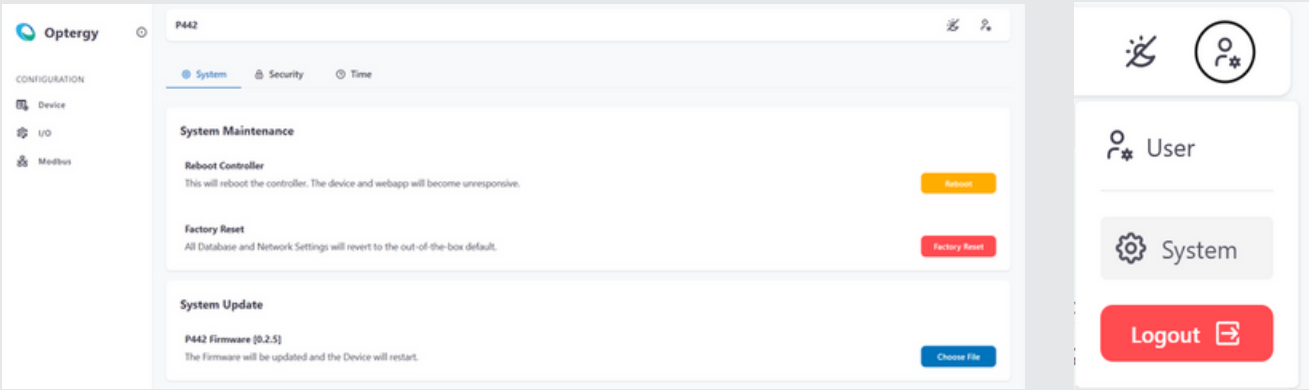 Optergy
CONFIGURATION
Device
I/O
Modbus
P442
System
Security
Time
System Maintenance
Reboot Controller
This will reboot the controller. The device and webapp will become unresponsive.
Reboot
Factory Reset
All Database and Network Settings will revert to the out-of-the-box default.
Factory Reset
System Update
P442 Firmware [0.2.5]
The Firmware will be updated and the Device will restart.
Choose File
User
System
Logout